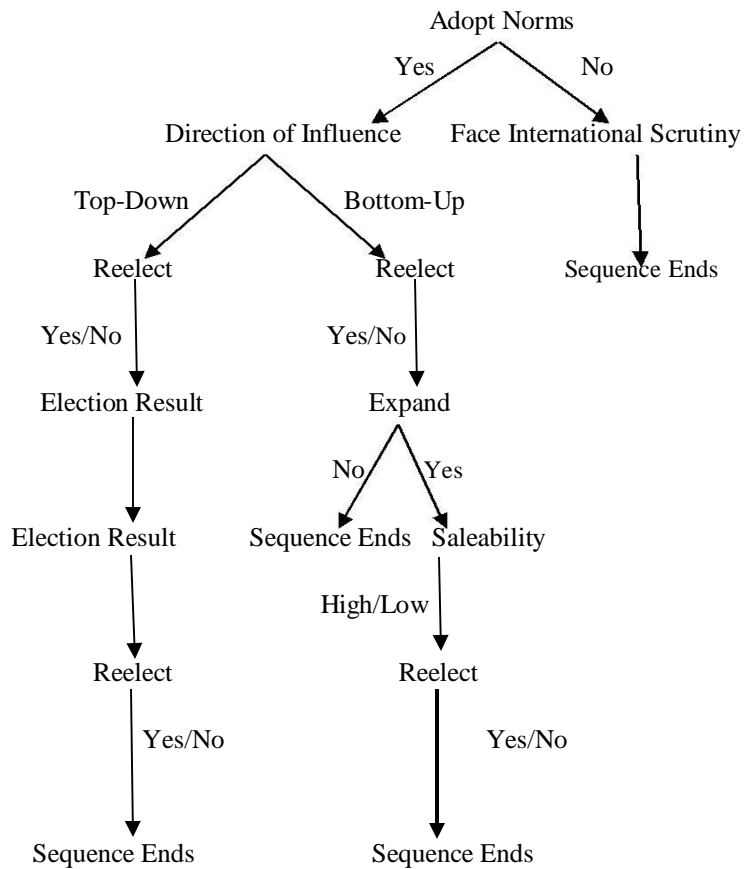 Adopt Norms
Yes No
Direction of Influence Face International Scrutiny
Top-Down Bottom-Up
Reelect Reelect Sequence Ends
Yes/No Yes/No
Election Result Expand
No Yes
Election Result Sequence Ends Saleability
High/Low
Reelect Reelect
Yes/No Yes/No
Sequence Ends Sequence Ends